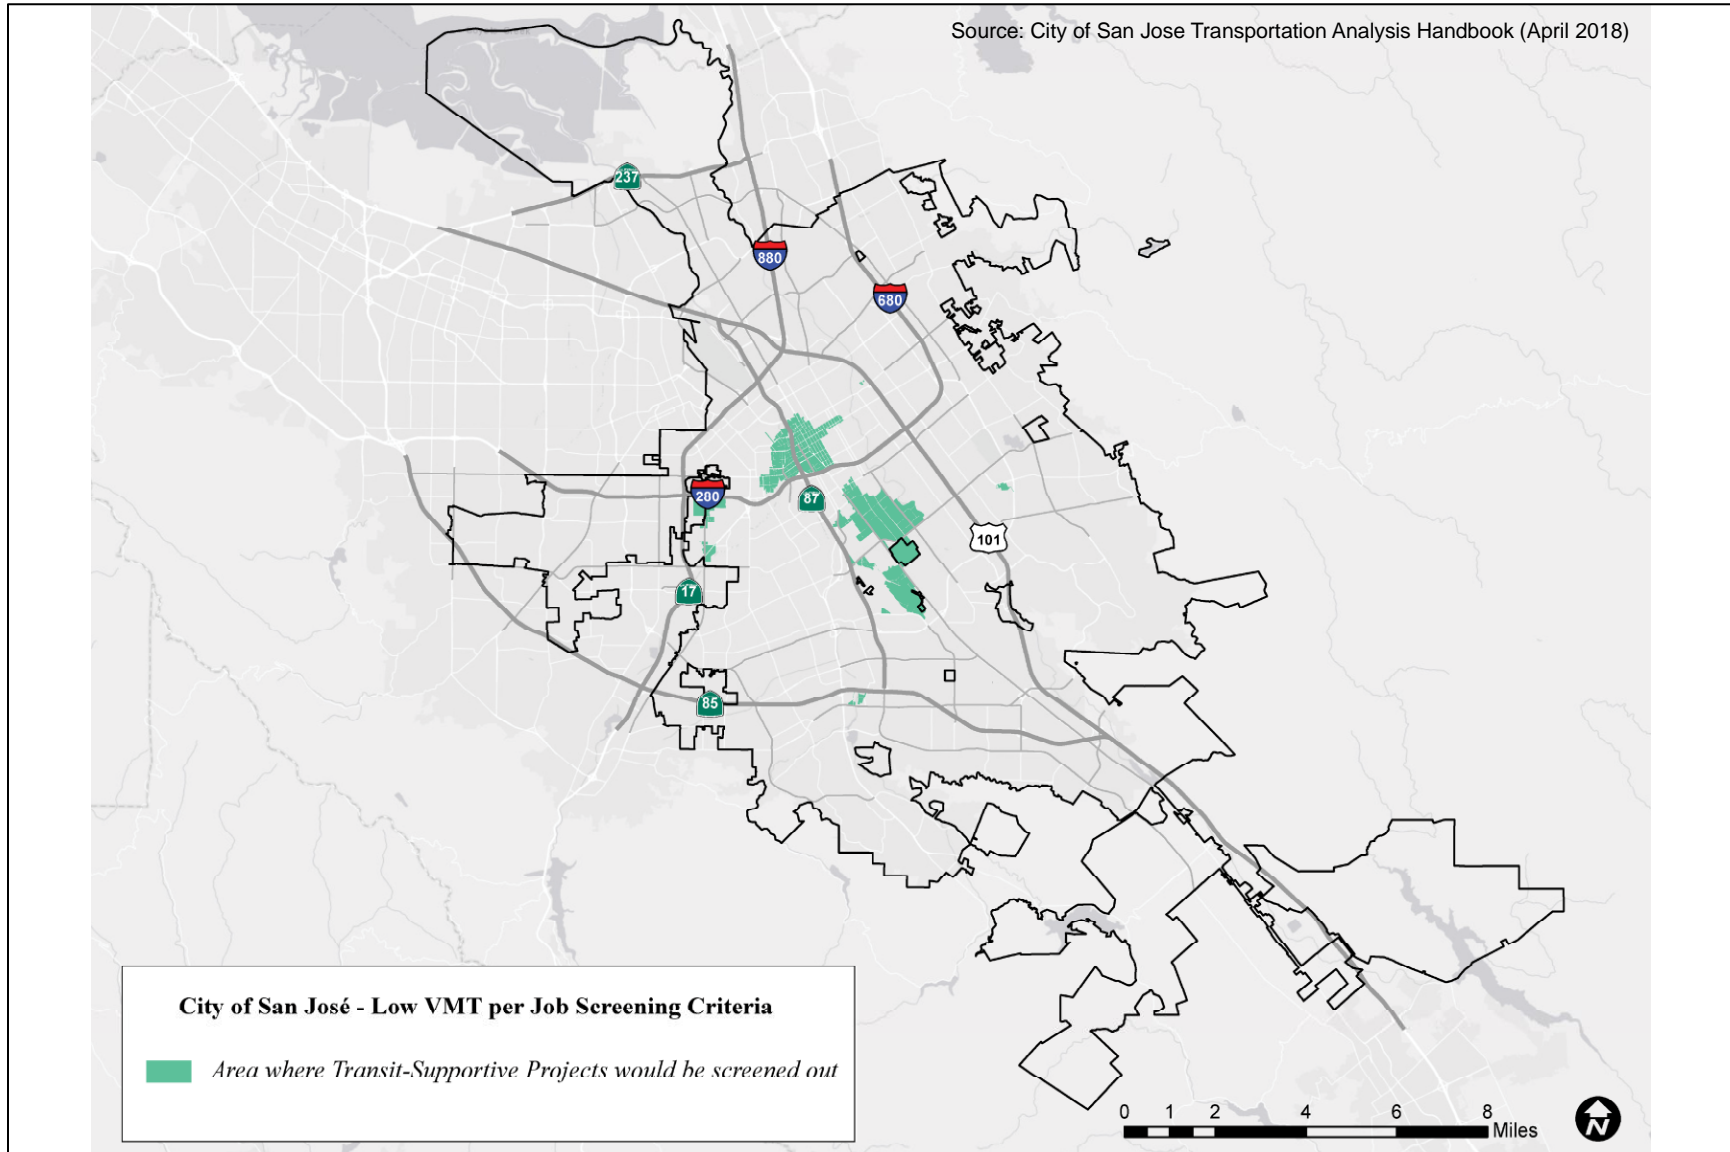 Source: City of San Jose Transportation Analysis Handbook (April 2018)
237
880
680
280
87
101
17
85
City of San José - Low VMT per Job Screening Criteria
Area where Transit-Supportive Projects would be screened out
0 1 2 4 6 8
Miles
N